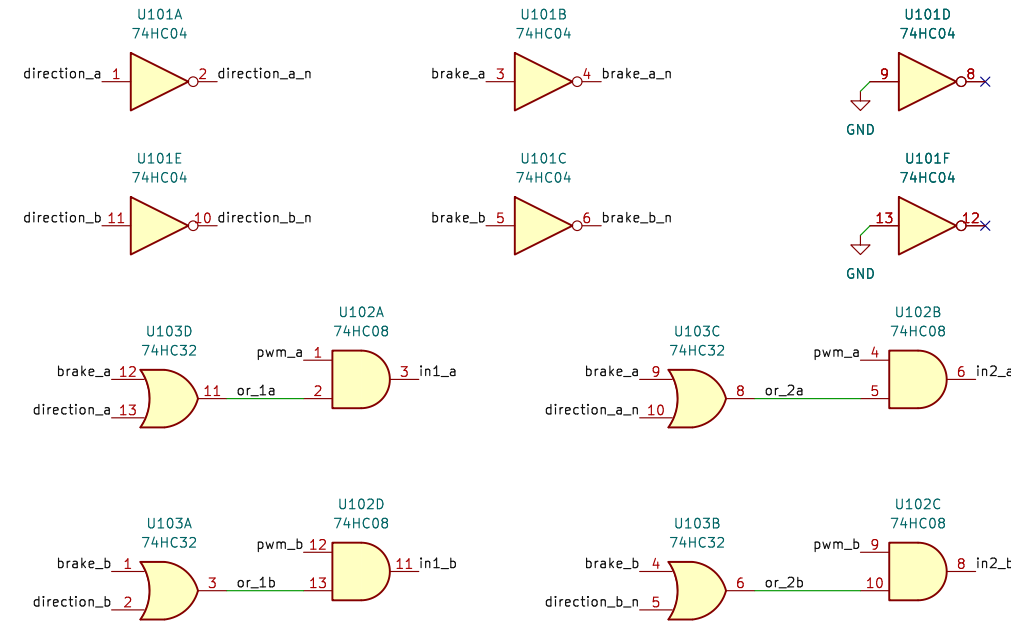 U101A
74HC04
direction_a 1 2 direction_a_n
U101B
74HC04
brake_a 3 4 brake_a_n
U101D
74HC04
9 8
GND
U101E
74HC04
direction_b 11 10 direction_b_n
U101C
74HC04
brake_b 5 6 brake_b_n
U101F
74HC04
13 12
GND
U103D
74HC32
brake_a 12
direction_a 13
11 or_1a
U102A
74HC08
pwm_a 1
2
3 in1_a
U103C
74HC32
brake_a 9
direction_a_n 10
8 or_2a
U102B
74HC08
pwm_a 4
5
6 in2_a
U103A
74HC32
brake_b 1
direction_b 2
3 or_1b
U102D
74HC08
pwm_b 12
13
11 in1_b
U103B
74HC32
brake_b 4
direction_b_n 5
6 or_2b
U102C
74HC08
pwm_b 9
10
8 in2_b